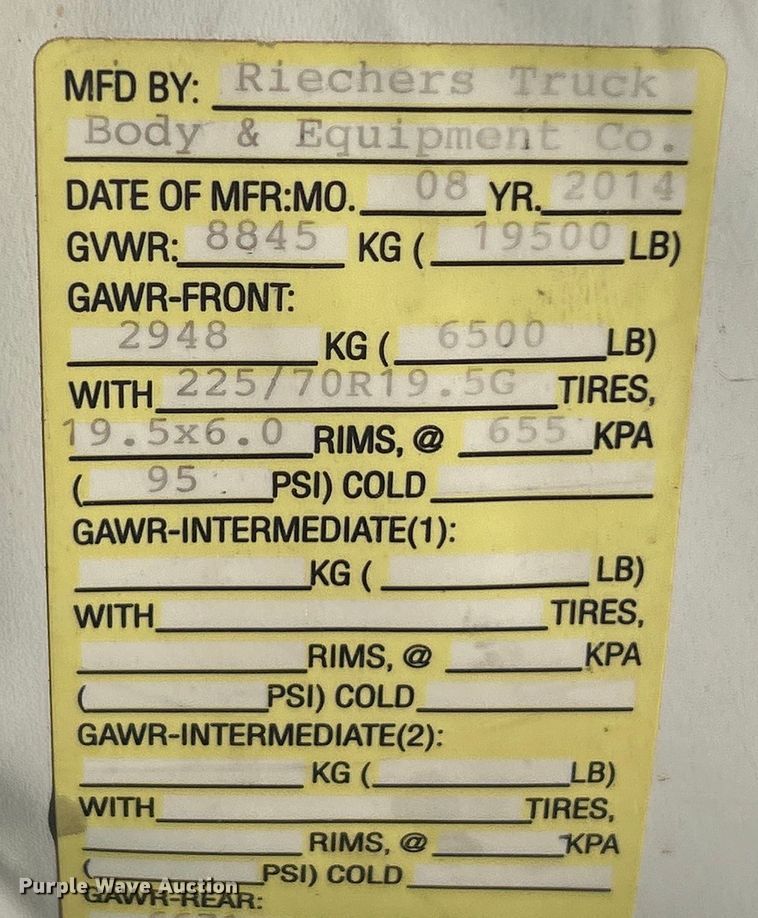 MFD BY: Riechers Truck
Body & Equipment Co.
DATE OF MFR:MO. 08 YR. 2014
GVWR: 8845 KG ( 19500 LB)
GAWR-FRONT:
2948 KG ( 6500 LB)
WITH 225/70R19.5G TIRES,
19.5x6.0 RIMS, @ 655 KPA
( 95 PSI) COLD
GAWR-INTERMEDIATE(1):
KG ( LB)
WITH TIRES,
RIMS, @ KPA
( PSI) COLD
GAWR-INTERMEDIATE(2):
KG ( LB)
WITH TIRES,
RIMS, @ KPA
( PSI) COLD
Purple Wave Auction
GAWR-REAR: